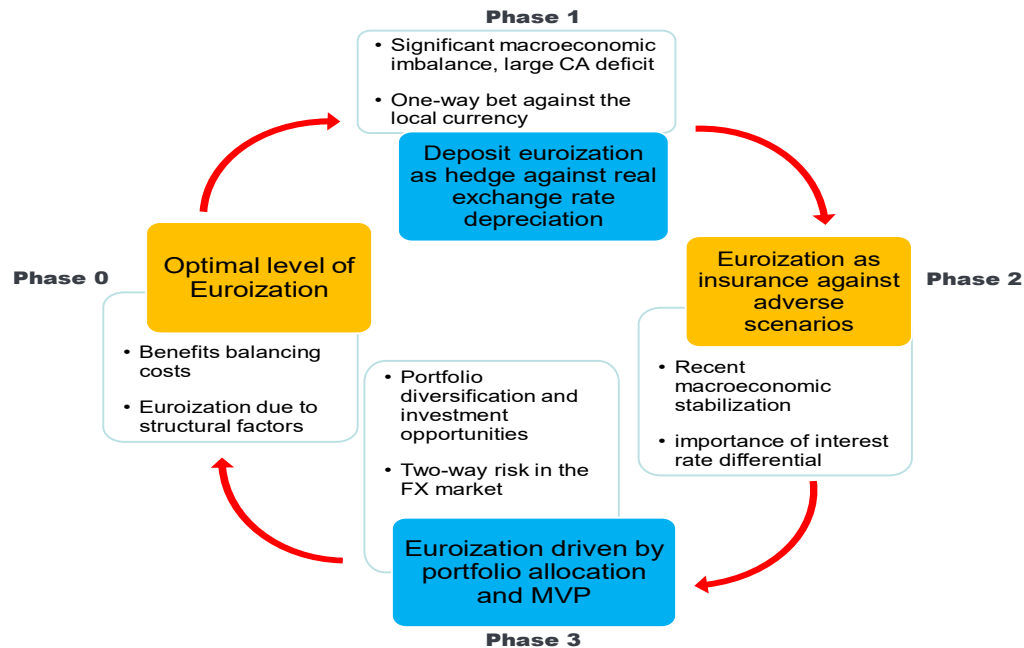 Phase 1
• Significant macroeconomic
imbalance, large CA deficit
• One-way bet against the
local currency
Deposit euroization
as hedge against real
exchange rate
depreciation
Phase 0
Optimal level of
Euroization
• Benefits balancing
costs
• Euroization due to
structural factors
Euroization as
insurance against
adverse
scenarios
Phase 2
• Recent
macroeconomic
stabilization
• importance of interest
rate differential
• Portfolio
diversification and
investment
opportunities
• Two-way risk in the
FX market
Euroization driven by
portfolio allocation
and MVP
Phase 3